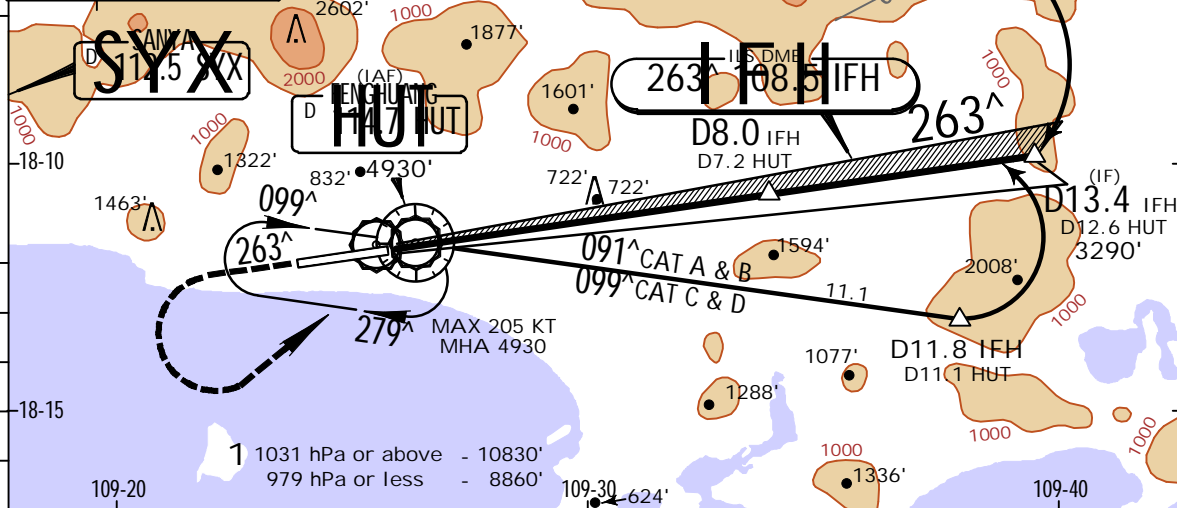 2602'
1000
1877'
SANYA
SYX
D 112.5 SYX
2000
(IAF)
HUT
D 114.7 HUT
1601'
1000
ILS DME
263^ 108.5 IFH
IFH
263^
1000
1000
1000
D8.0 IFH
D7.2 HUT
18-10
1322'
832'
4930'
722'
722'
(IF)
D13.4 IFH
D12.6 HUT
3290'
1463'
099^
263^
091^ CAT A & B
099^ CAT C & D
11.1
1594'
2008'
1000
279^
MAX 205 KT
MHA 4930
D11.8 IFH
D11.1 HUT
1077'
18-15
1288'
1000
1000
1 1031 hPa or above - 10830'
979 hPa or less - 8860'
1000
1336'
109-20
109-30
624'
109-40